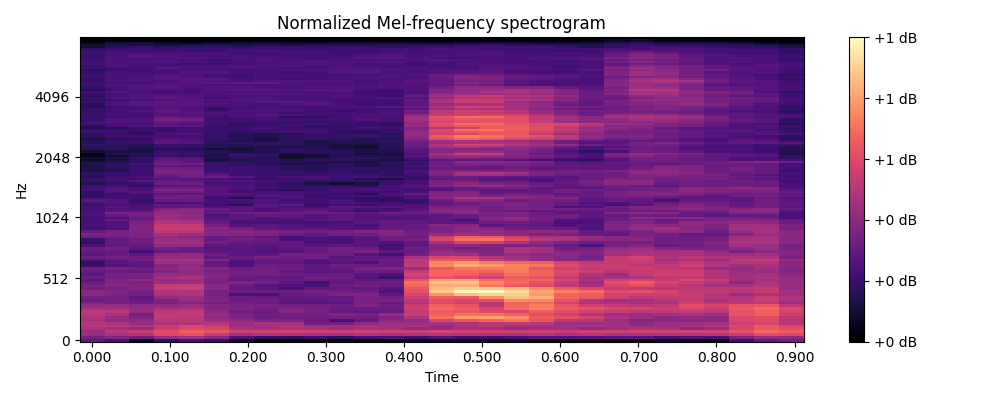 Normalized Mel-frequency spectrogram
+1 dB
4096
+1 dB
2048
+1 dB
Hz
1024
+0 dB
512
+0 dB
0
+0 dB
0.000 0.100 0.200 0.300 0.400 0.500 0.600 0.700 0.800 0.900
Time